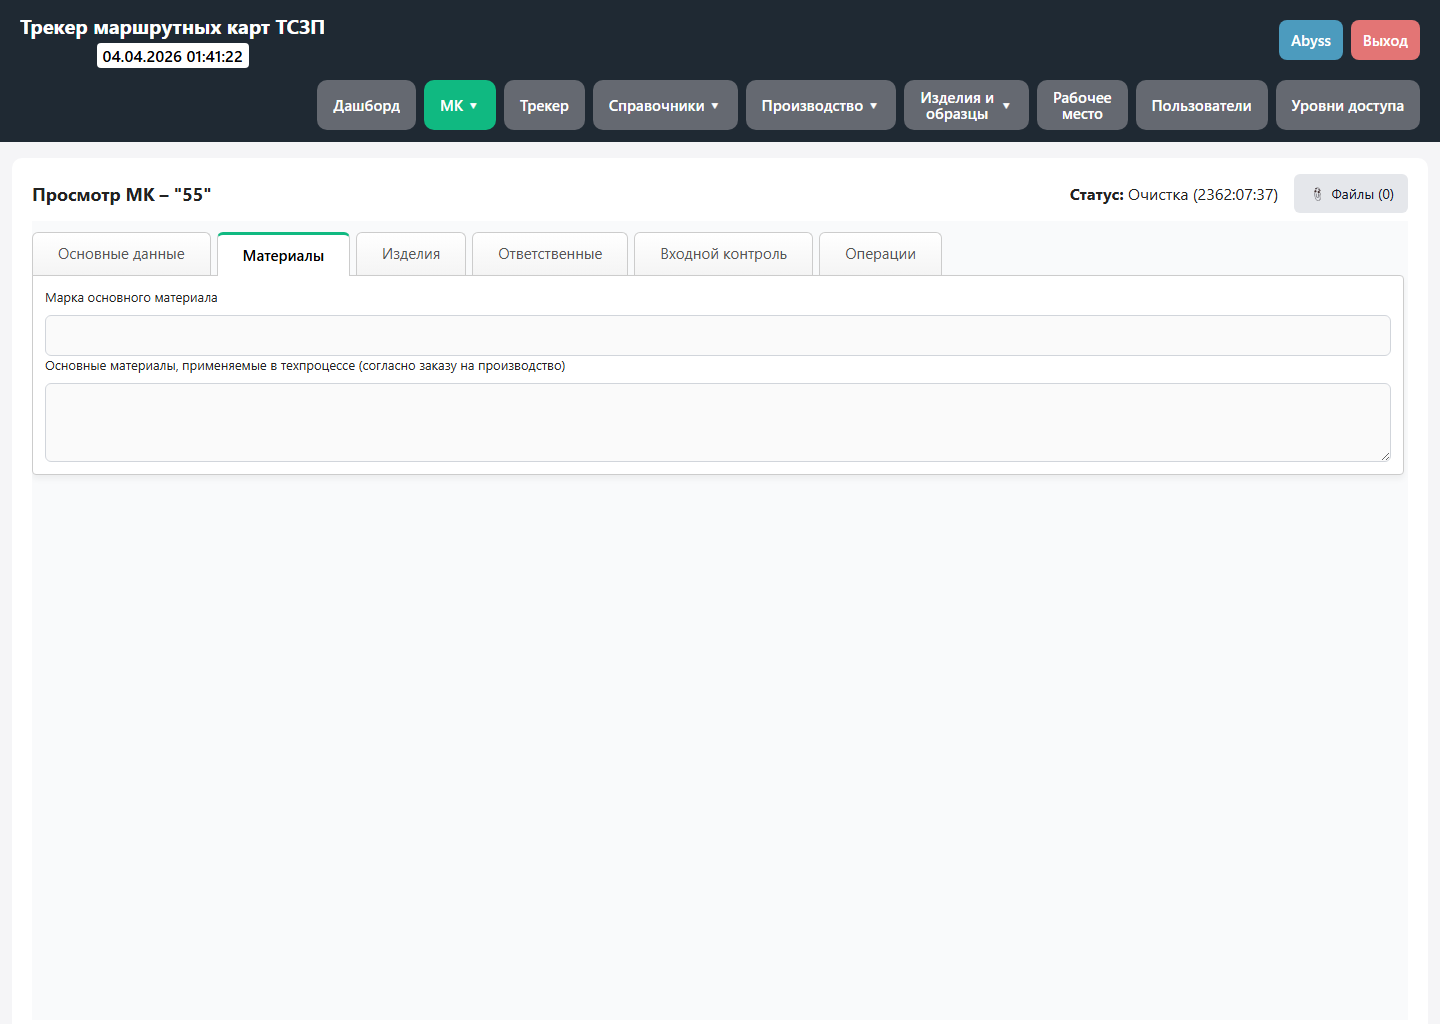 Трекер маршрутных карт ТСЗП
04.04.2026 01:41:22
Abyss
Выход
Дашборд
МК ▼
Трекер
Справочники ▼
Производство ▼
Изделия и
образцы ▼
Рабочее
место
Пользователи
Уровни доступа
Просмотр МК – "55"
Статус: Очистка (2362:07:37)
Файлы (0)
Основные данные
Материалы
Изделия
Ответственные
Входной контроль
Операции
Марка основного материала
Основные материалы, применяемые в техпроцессе (согласно заказу на производство)